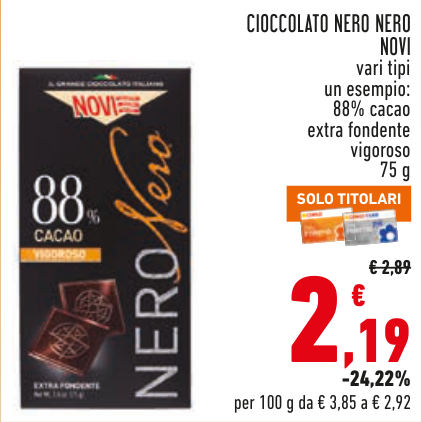 CIOCCOLATO NERO NERO
NOVI
vari tipi
un esempio:
88% cacao
extra fondente
vigoroso
75 g
SOLO TITOLARI
€ 2,89
2,19 €
-24,22%
per 100 g da € 3,85 a € 2,92
IL GRANDE CIOCCOLATO ITALIANO
NOVI
88%
CACAO
VIGOROSO
NERO Nero
EXTRA FONDENTE